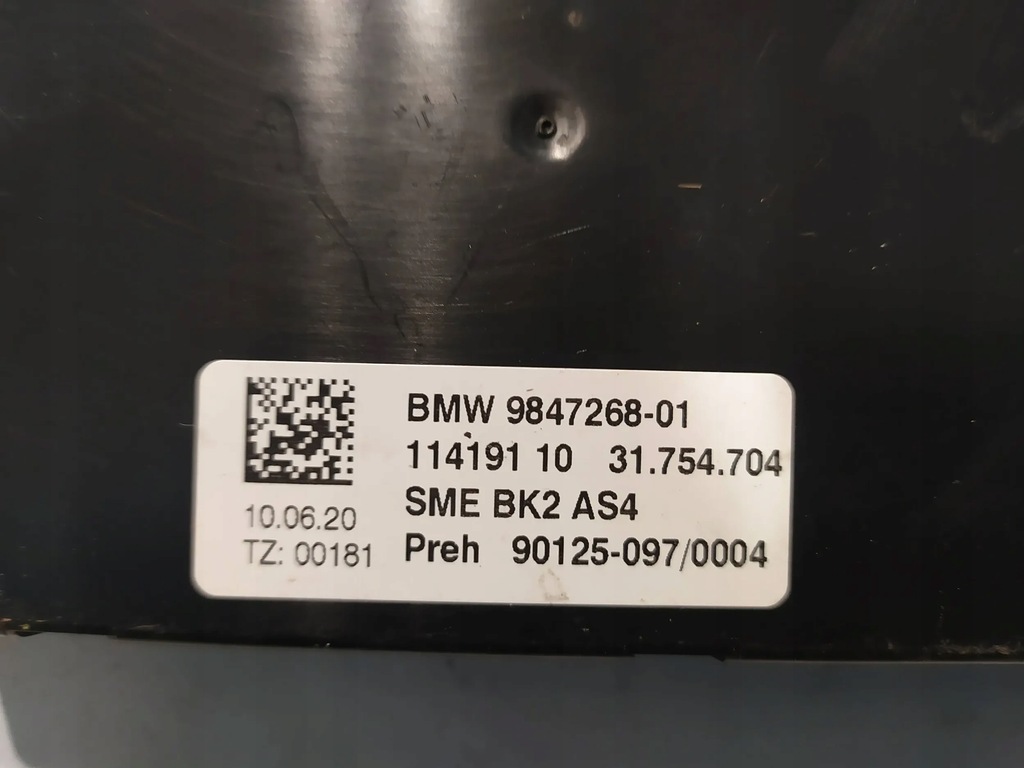 BMW 9847268-01
114191 10 31.754.704
SME BK2 AS4
10.06.20
TZ: 00181
Preh 90125-097/0004